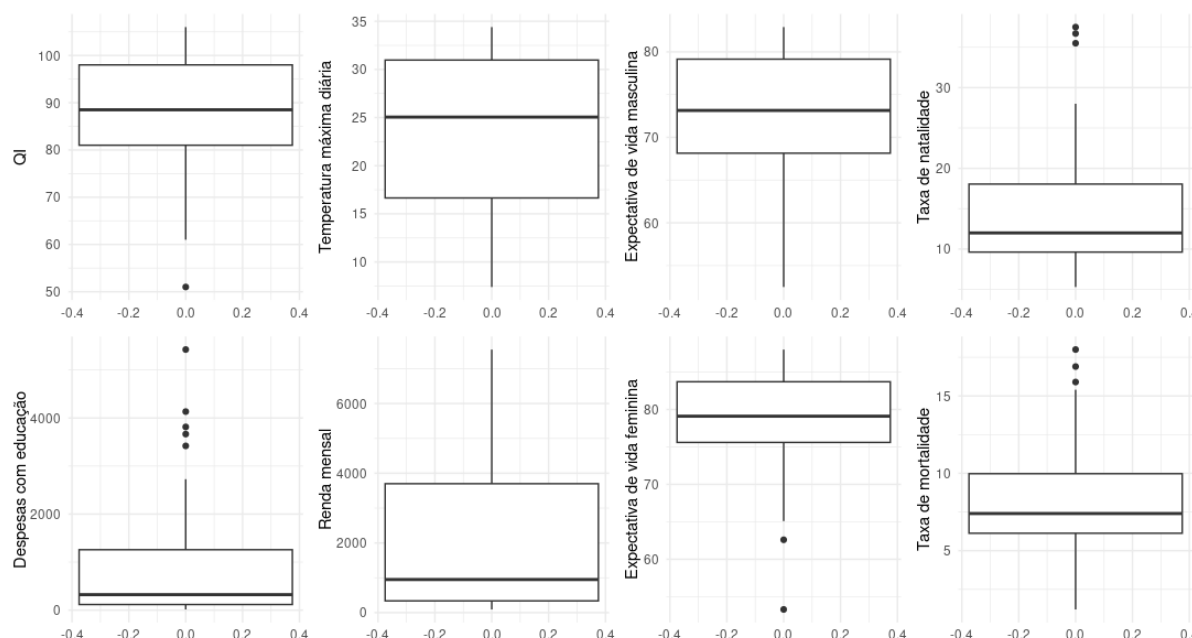 QI
100
90
80
70
60
50
-0.4 -0.2 0.0 0.2 0.4
Temperatura máxima diária
35
30
25
20
15
10
-0.4 -0.2 0.0 0.2 0.4
Expectativa de vida masculina
80
70
60
-0.4 -0.2 0.0 0.2 0.4
Taxa de natalidade
30
20
10
-0.4 -0.2 0.0 0.2 0.4
Despesas com educação
4000
2000
0
-0.4 -0.2 0.0 0.2 0.4
Renda mensal
6000
4000
2000
0
-0.4 -0.2 0.0 0.2 0.4
Expectativa de vida feminina
80
70
60
-0.4 -0.2 0.0 0.2 0.4
Taxa de mortalidade
15
10
5
-0.4 -0.2 0.0 0.2 0.4